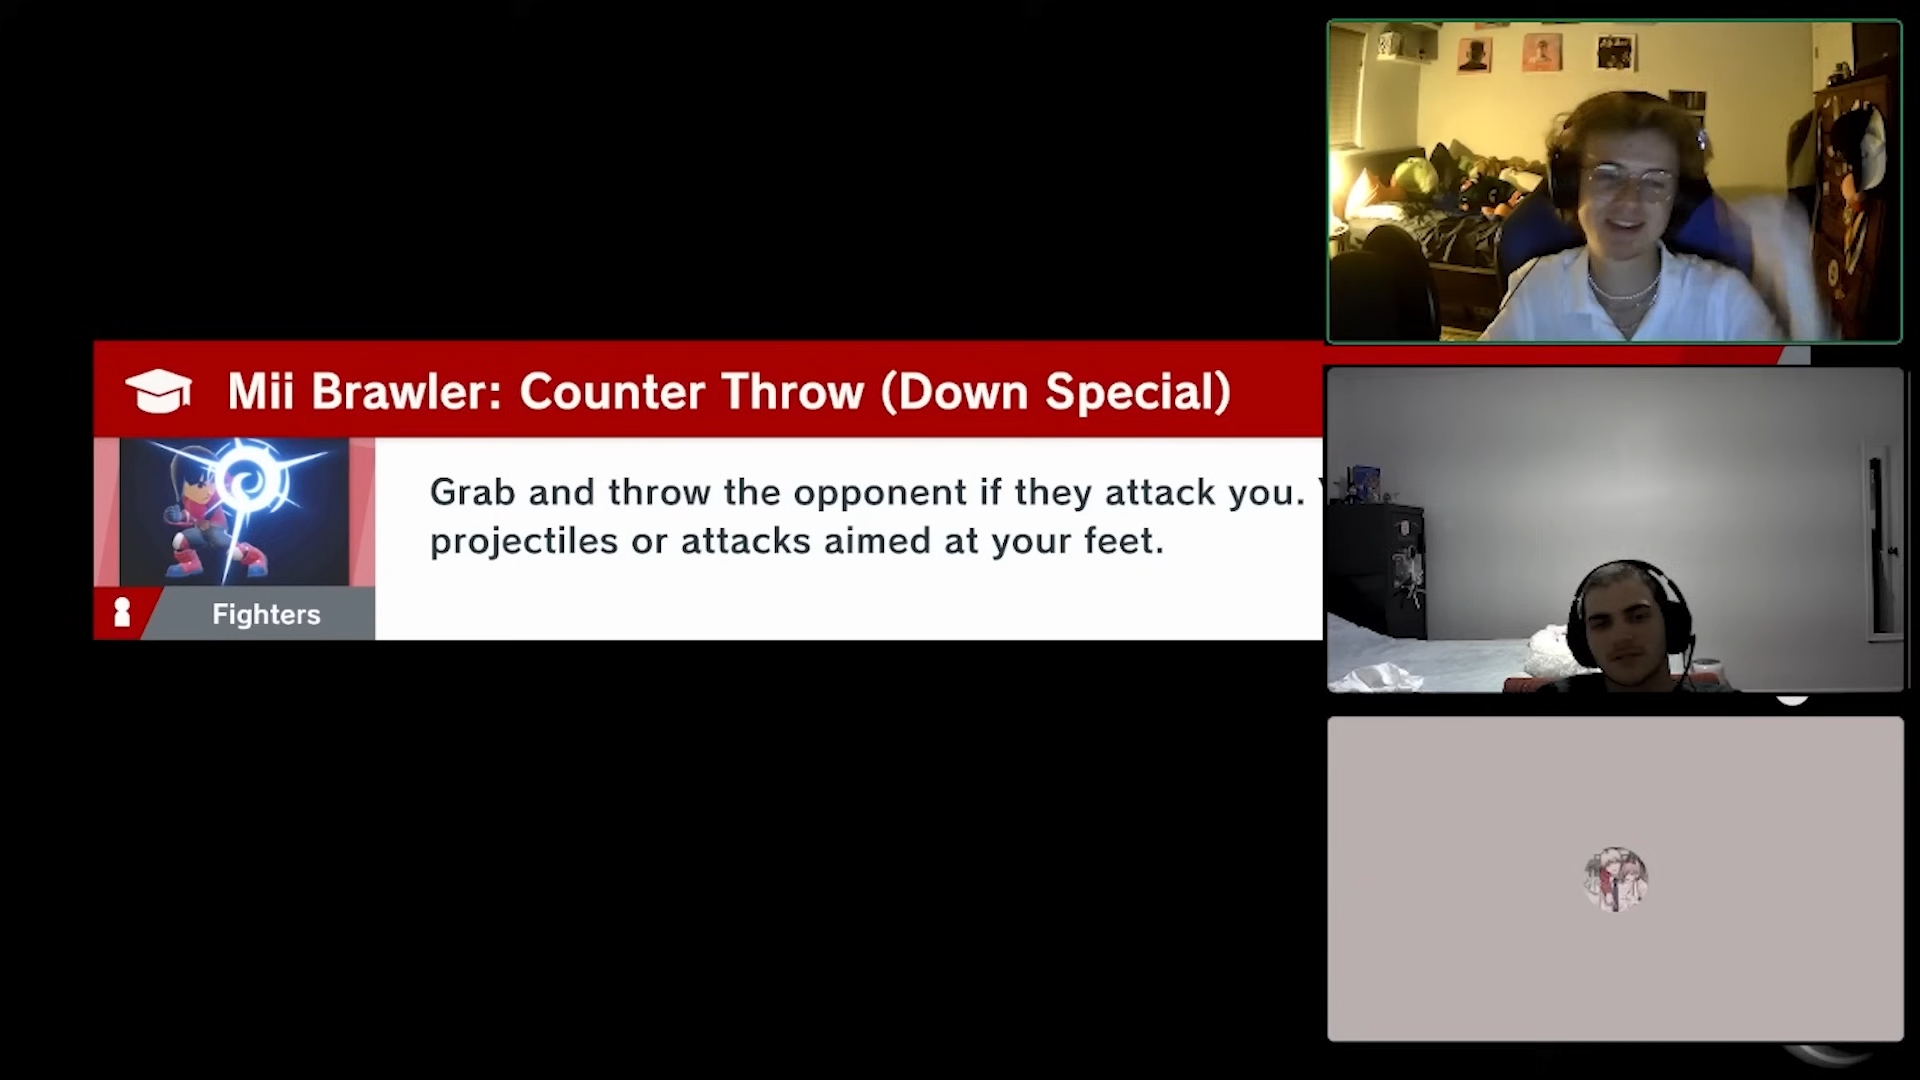 Mii Brawler: Counter Throw (Down Special)
Grab and throw the opponent if they attack you.
projectiles or attacks aimed at your feet.
Fighters